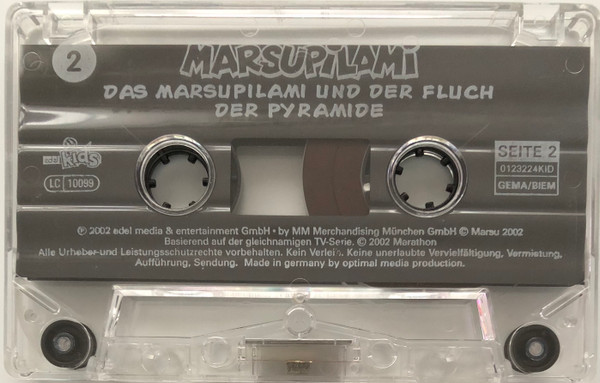 2
MARSUPILAMI
DAS MARSUPILAMI UND DER FLUCH
DER PYRAMIDE
edel kids
LC 10099
SEITE 2
0123224KID
GEMA/BIEM
℗ 2002 edel media & entertainment GmbH • by MM Merchandising München GmbH © Marsu 2002
Basierend auf der gleichnamigen TV-Serie. © 2002 Marathon
Alle Urheber-und Leistungsschutzrechte vorbehalten. Kein Verleih. Keine unerlaubte Vervielfältigung, Vermietung,
Aufführung, Sendung. Made in germany by optimal media production.